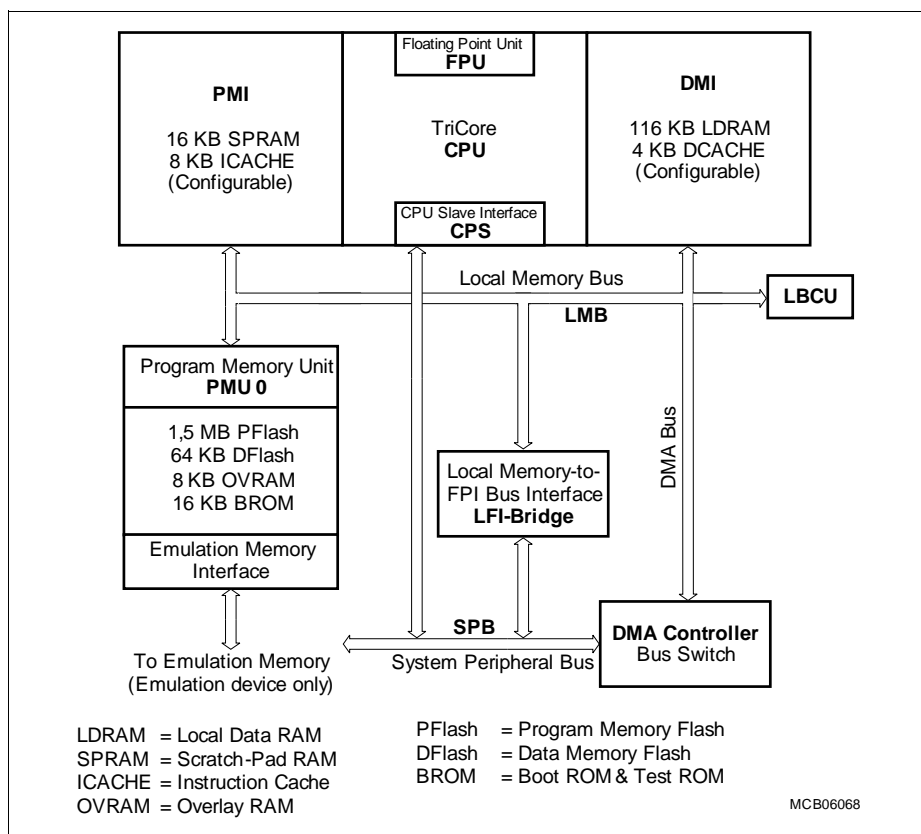 Floating Point Unit
FPU
PMI
16 KB SPRAM
8 KB ICACHE
(Configurable)
TriCore
CPU
DMI
116 KB LDRAM
4 KB DCACHE
(Configurable)
CPU Slave Interface
CPS
Local Memory Bus
LMB
LBCU
Program Memory Unit
PMU 0
1,5 MB PFlash
64 KB DFlash
8 KB OVRAM
16 KB BROM
Emulation Memory
Interface
Local Memory-to-
FPI Bus Interface
LFI-Bridge
DMA Bus
To Emulation Memory
(Emulation device only)
SPB
System Peripheral Bus
DMA Controller
Bus Switch
LDRAM = Local Data RAM
SPRAM = Scratch-Pad RAM
ICACHE = Instruction Cache
OVRAM = Overlay RAM
PFlash = Program Memory Flash
DFlash = Data Memory Flash
BROM = Boot ROM & Test ROM
MCB06068